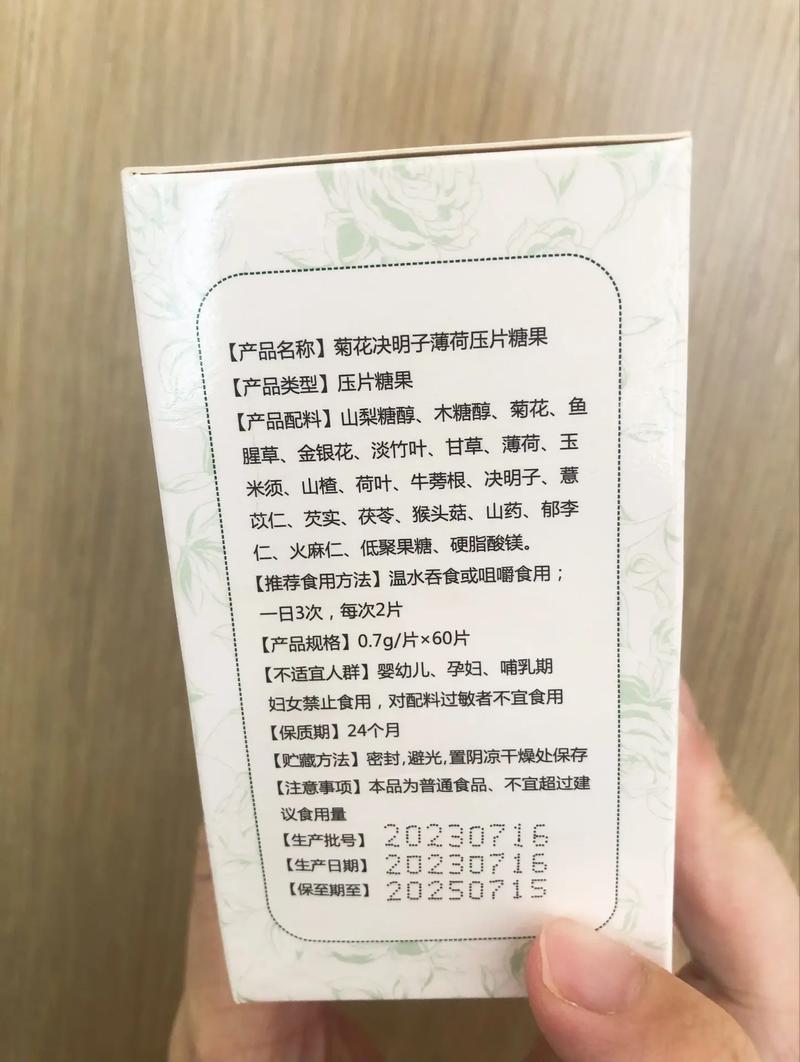 【产品名称】菊花决明子薄荷压片糖果
【产品类型】压片糖果
【产品配料】山梨糖醇、木糖醇、菊花、鱼
腥草、金银花、淡竹叶、甘草、薄荷、玉
米须、山楂、荷叶、牛蒡根、决明子、薏
苡仁、芡实、茯苓、猴头菇、山药、郁李
仁、火麻仁、低聚果糖、硬脂酸镁。
【推荐食用方法】温水吞食或咀嚼食用；
一日3次，每次2片
【产品规格】0.7g/片×60片
【不适宜人群】婴幼儿、孕妇、哺乳期
妇女禁止食用，对配料过敏者不宜食用
【保质期】24个月
【贮藏方法】密封,避光,置阴凉干燥处保存
【注意事项】本品为普通食品、不宜超过建
议食用量
【生产批号】20230716
【生产日期】20230716
【保至期至】20250715